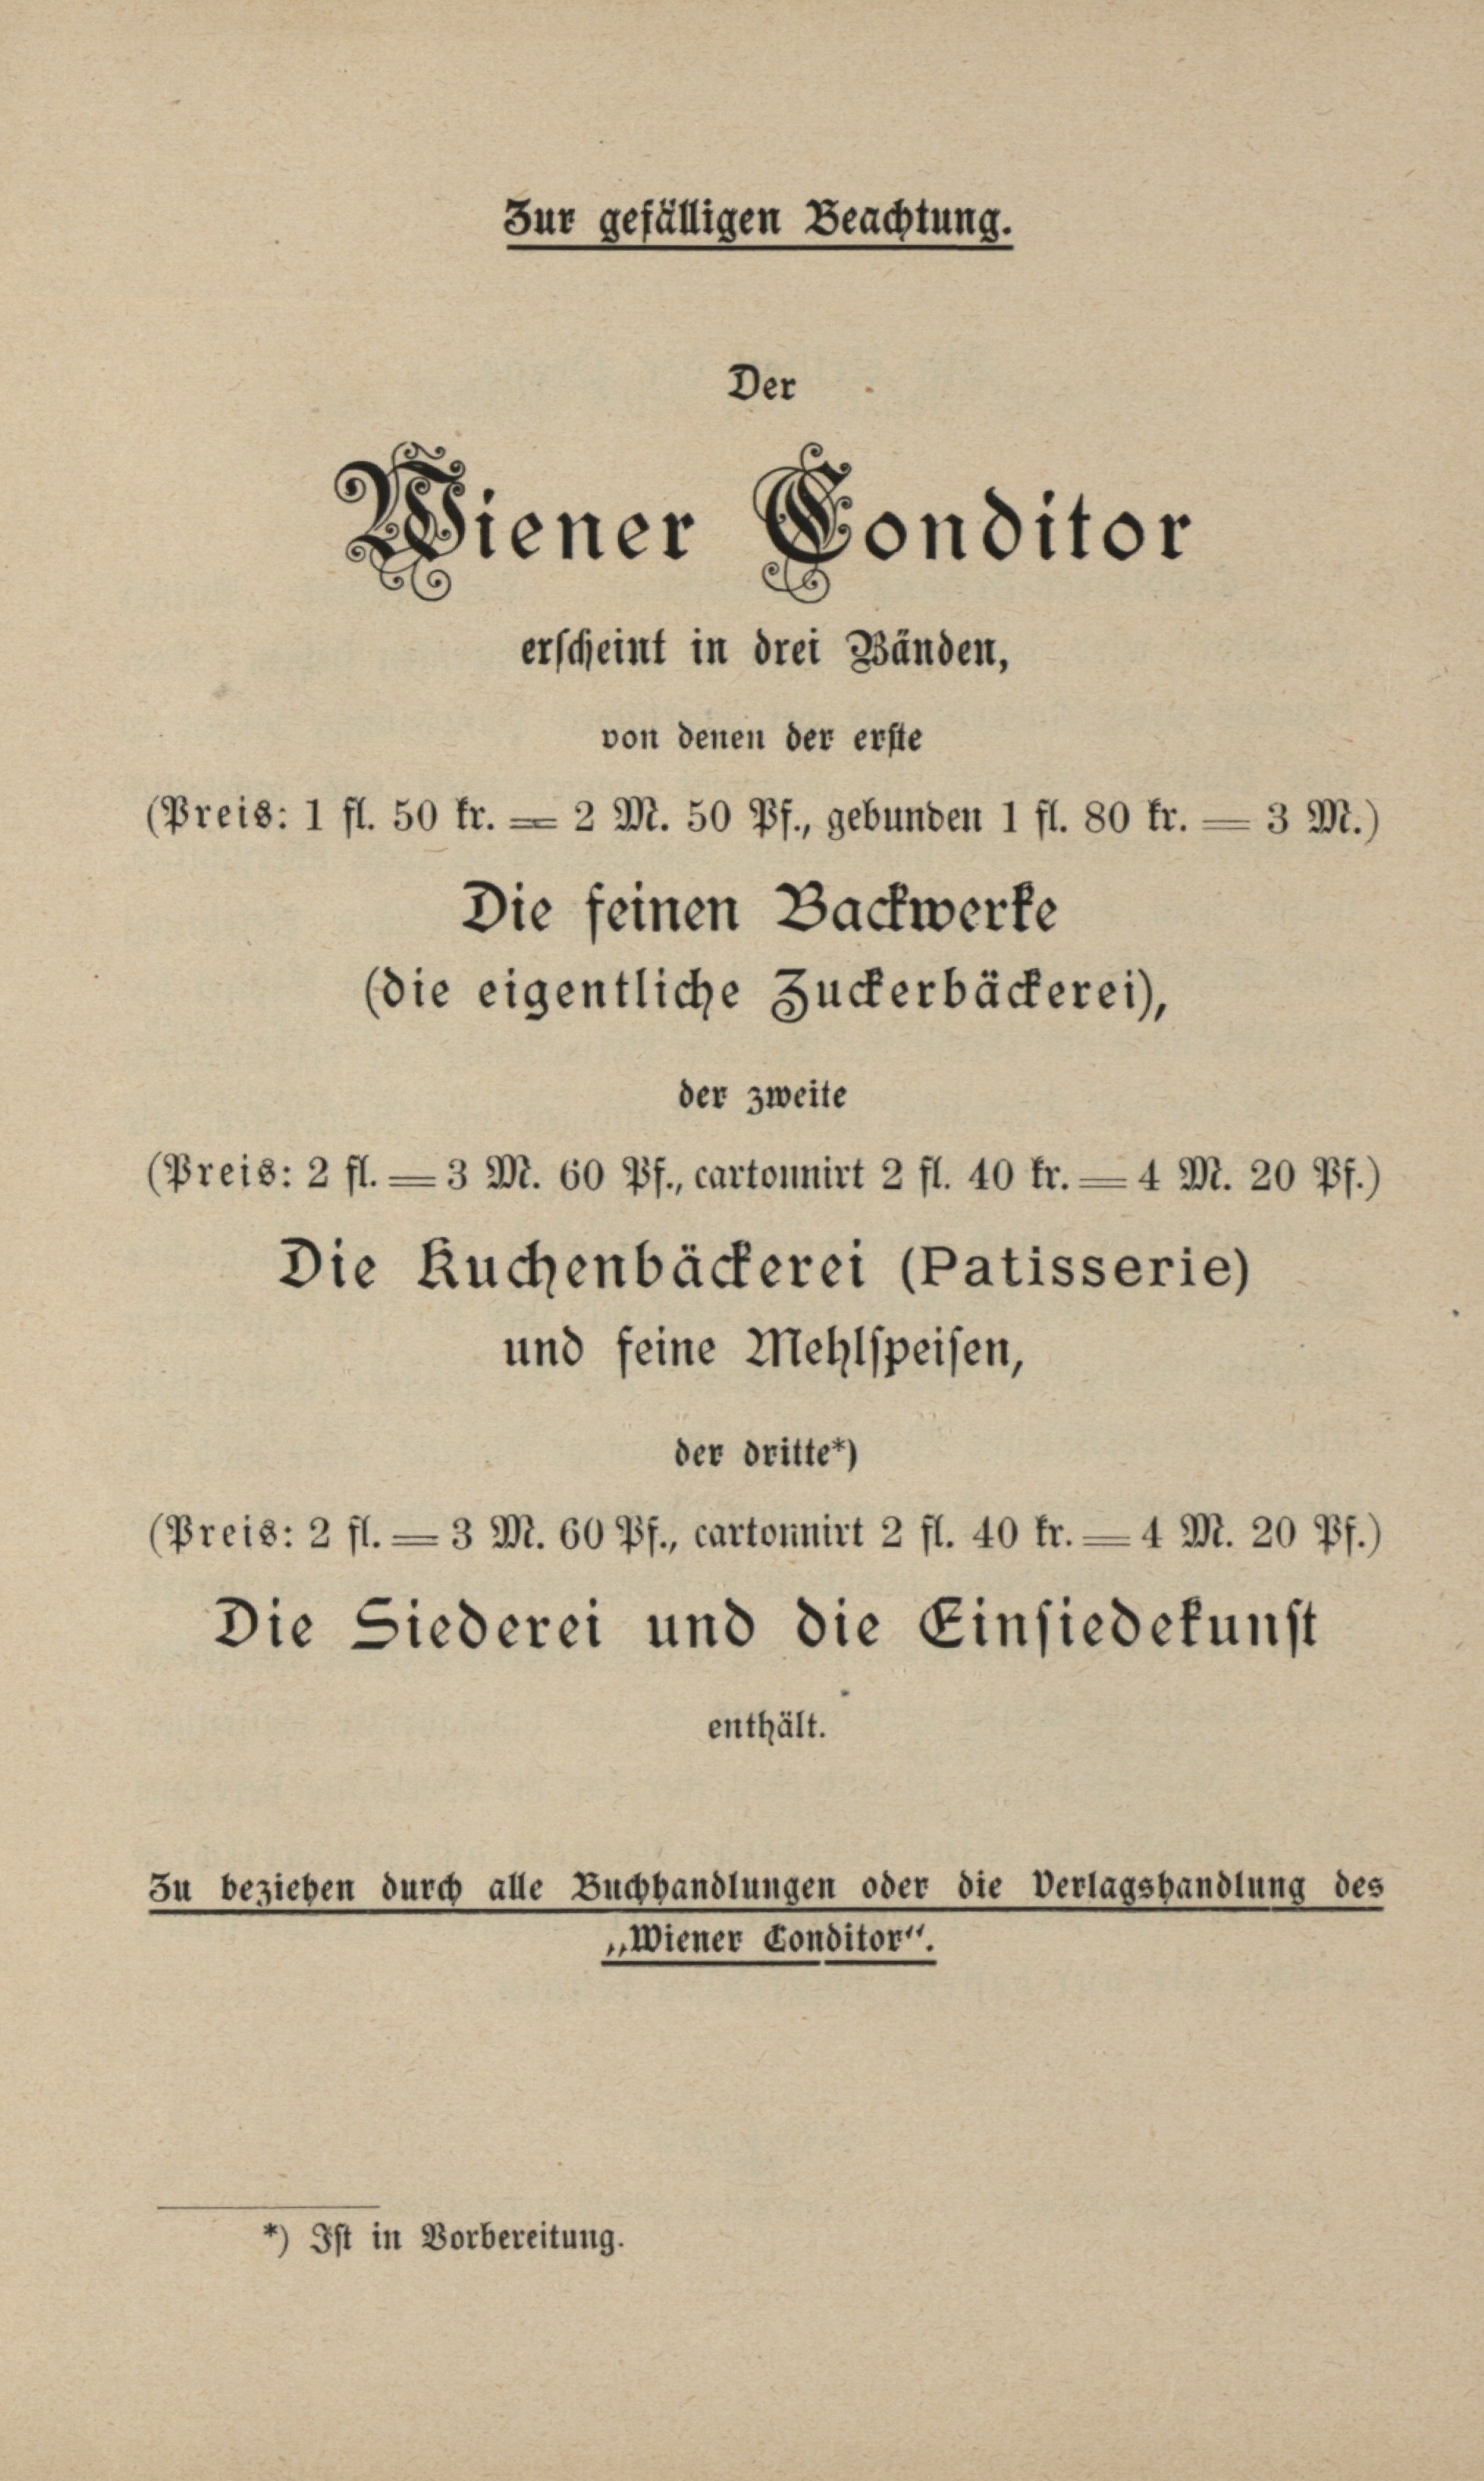 Zur gefälligen Beachtung.
Der
Wiener Conditor
erscheint in drei Bänden,
von denen der erste
(Preis: 1 fl. 50 kr. = 2 M. 50 Pf., gebunden 1 fl. 80 kr. = 3 M.)
Die feinen Backwerke
(die eigentliche Zuckerbäckerei),
der zweite
(Preis: 2 fl. = 3 M. 60 Pf., cartonnirt 2 fl. 40 kr. = 4 M. 20 Pf.)
Die Kuchenbäckerei (Patisserie)
und feine Mehlspeisen,
der dritte*)
(Preis: 2 fl. = 3 M. 60 Pf., cartonnirt 2 fl. 40 kr. = 4 M. 20 Pf.)
Die Siederei und die Einsiedekunst
enthält.
Zu beziehen durch alle Buchhandlungen oder die Verlagshandlung des
„Wiener Conditor“.
*) Ist in Vorbereitung.